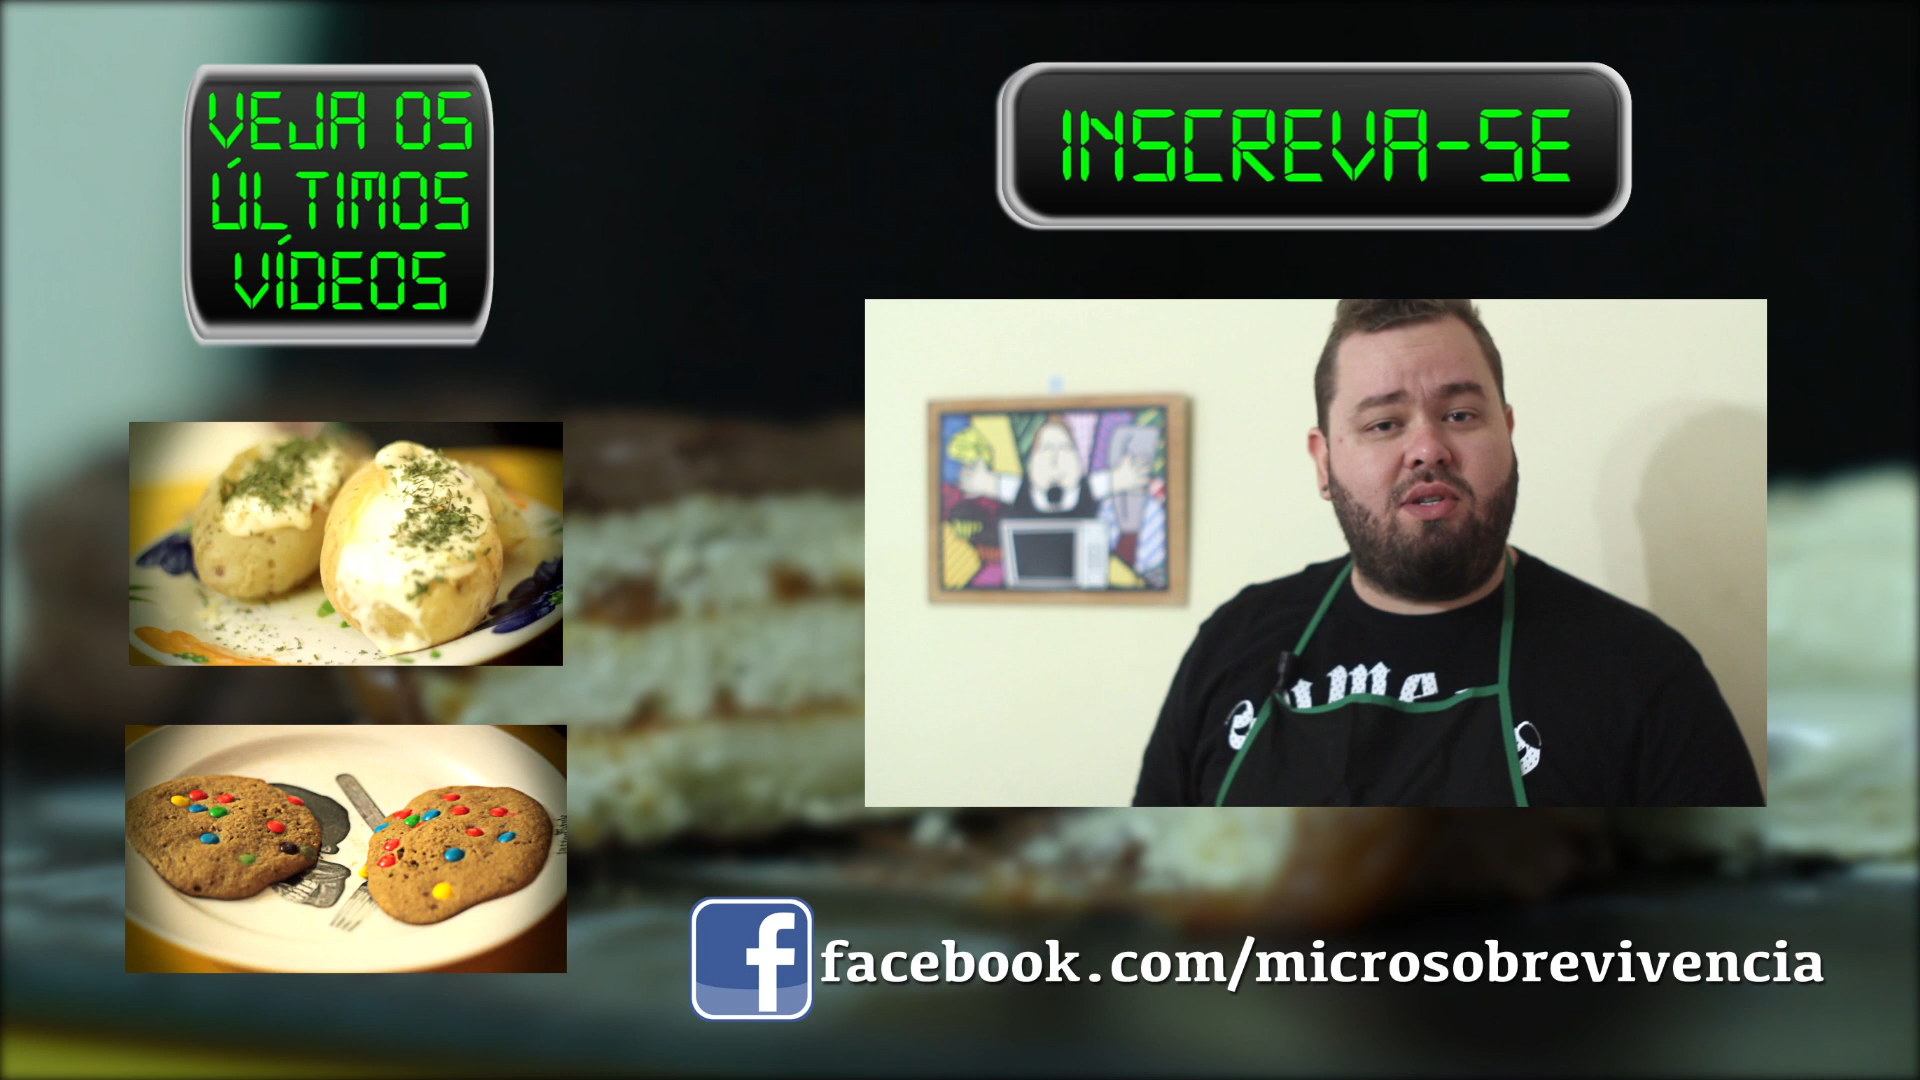 VEJA OS
ÚLTIMOS
VÍDEOS
INSCREVA-SE
facebook.com/microsobrevivencia